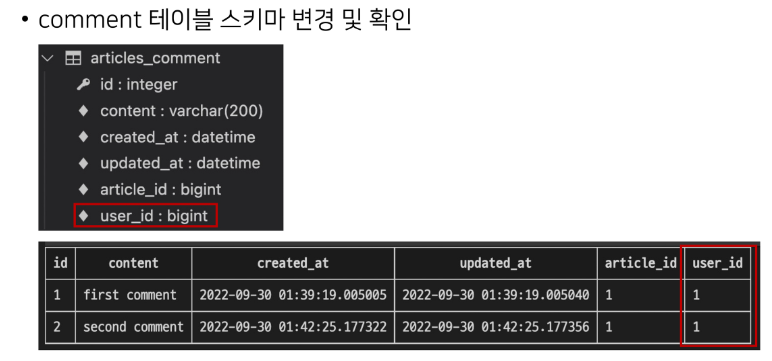 • comment 테이블 스키마 변경 및 확인
articles_comment
id : integer
content : varchar(200)
created_at : datetime
updated_at : datetime
article_id : bigint
user_id : bigint
id content created_at updated_at article_id user_id
1 first comment 2022-09-30 01:39:19.005005 2022-09-30 01:39:19.005040 1 1
2 second comment 2022-09-30 01:42:25.177322 2022-09-30 01:42:25.177356 1 1